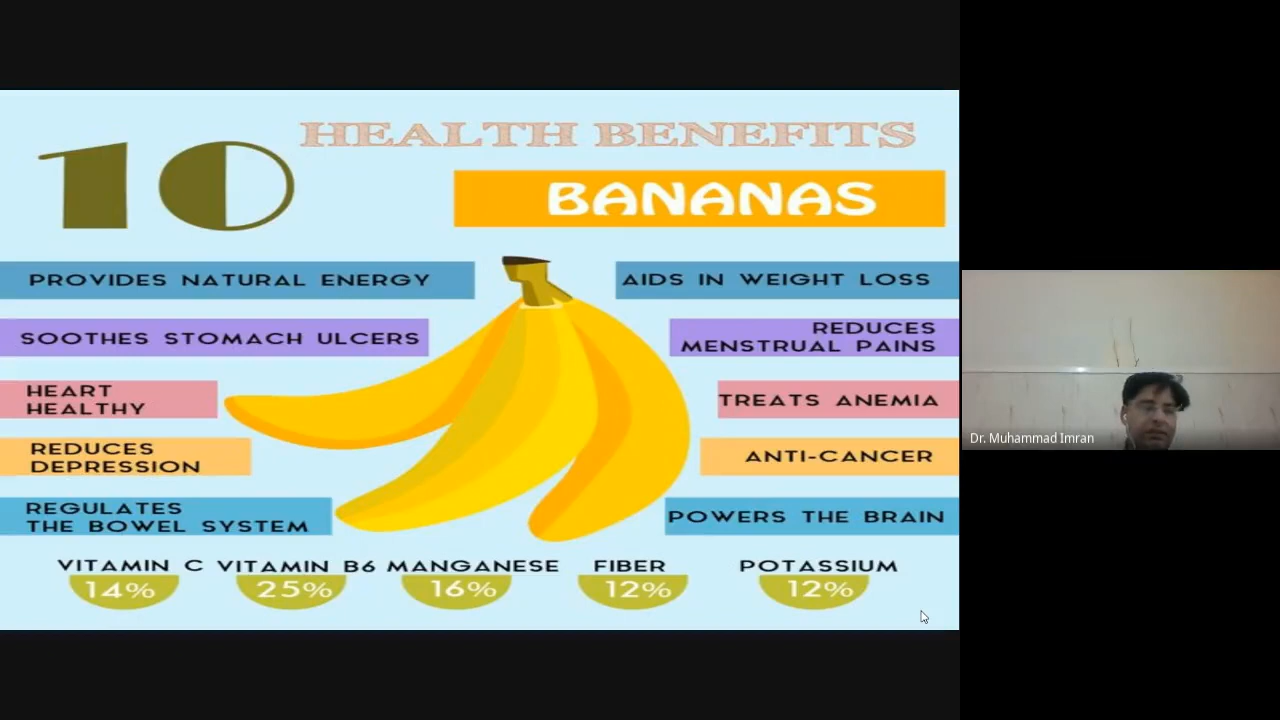 10
HEALTH BENEFITS
BANANAS
PROVIDES NATURAL ENERGY
SOOTHES STOMACH ULCERS
HEART
HEALTHY
REDUCES
DEPRESSION
REGULATES
THE BOWEL SYSTEM
AIDS IN WEIGHT LOSS
REDUCES
MENSTRUAL PAINS
TREATS ANEMIA
ANTI-CANCER
POWERS THE BRAIN
VITAMIN C VITAMIN B6 MANGANESE FIBER POTASSIUM
14% 25% 16% 12% 12%
Dr. Muhammad Imran